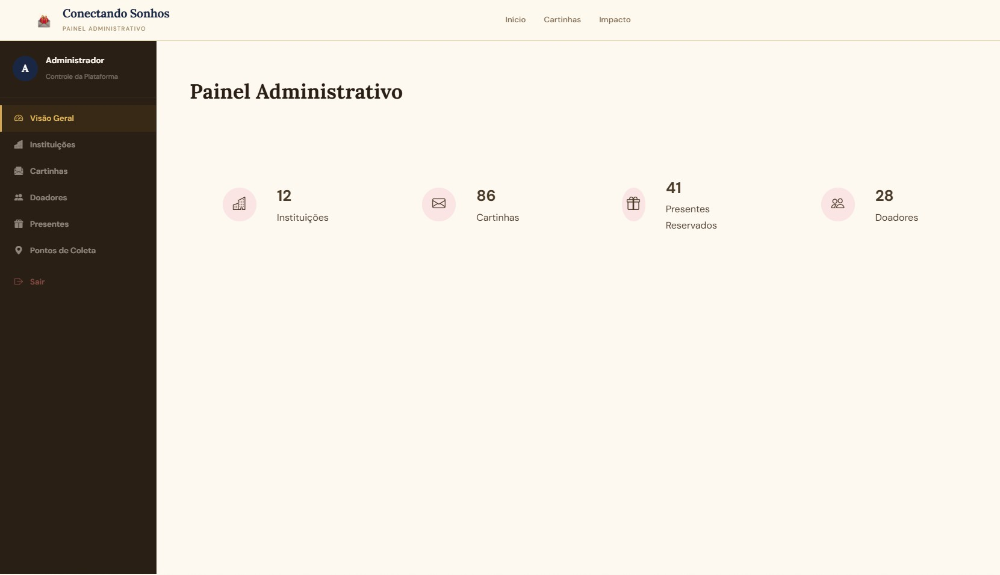 Conectando Sonhos
PAINEL ADMINISTRATIVO
Início
Cartinhas
Impacto
A
Administrador
Controle da Plataforma
Visão Geral
Instituições
Cartinhas
Doadores
Presentes
Pontos de Coleta
Sair
Painel Administrativo
12
Instituições
86
Cartinhas
41
Presentes
Reservados
28
Doadores